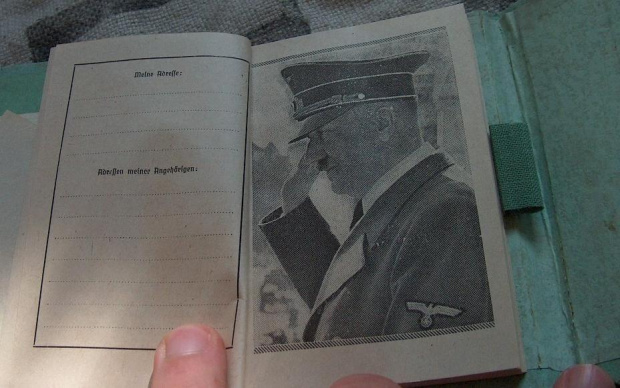 Meine Adresse:
Adressen meiner Angehörigen: